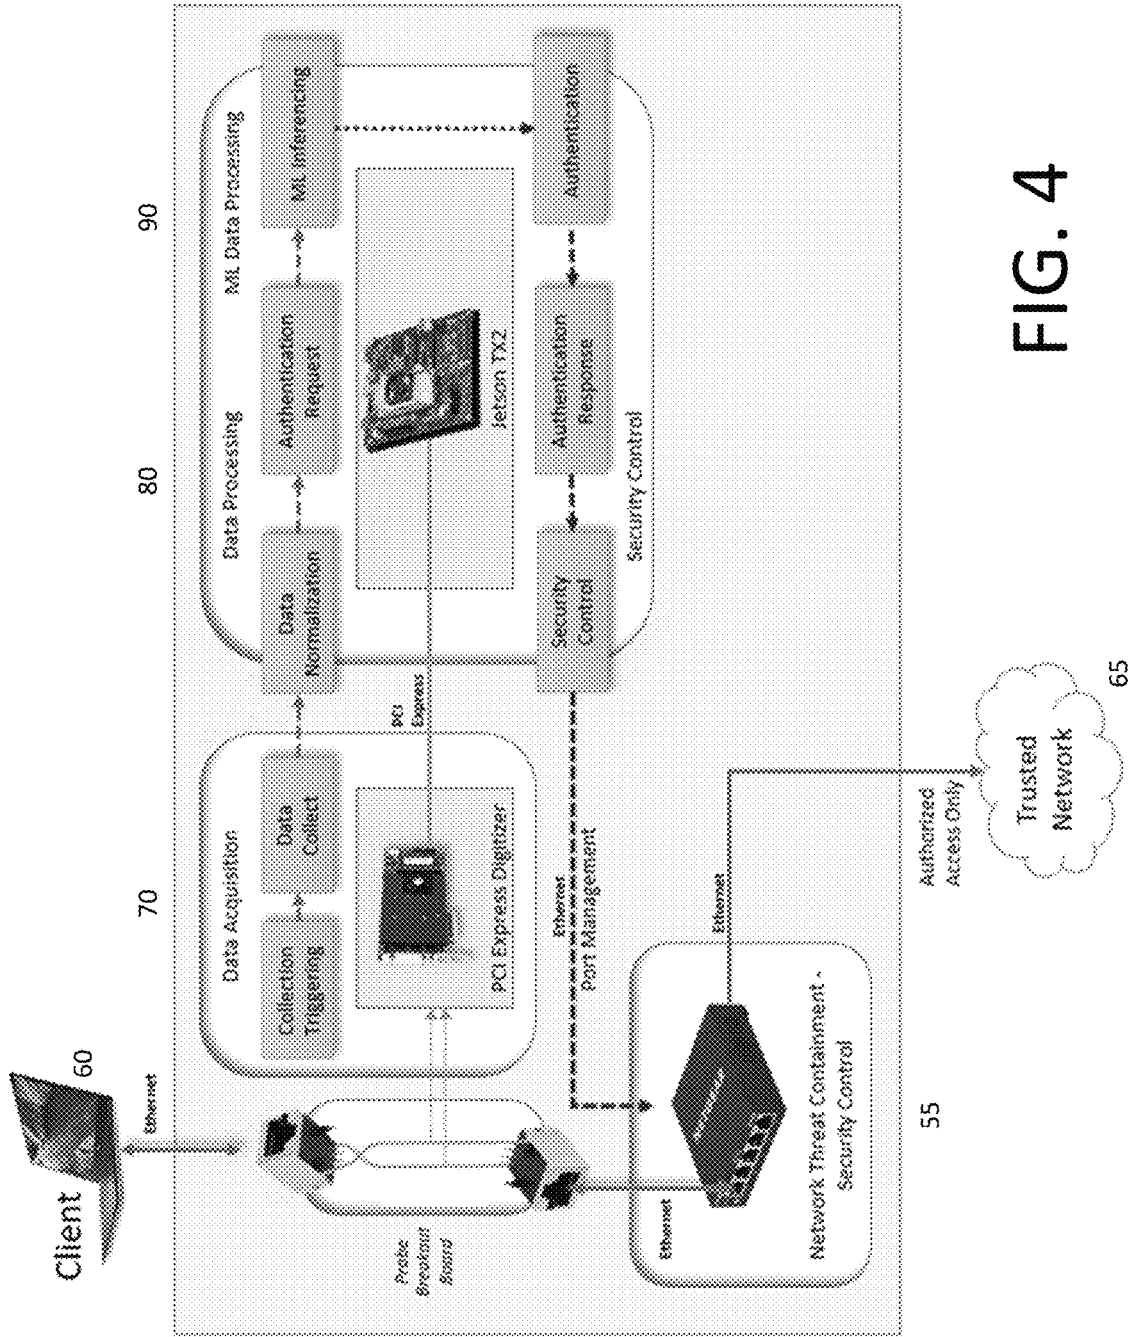 Client
60
Ethernet
70
80
90
Data Acquisition
Data Processing
ML Data Processing
Collection
Triggering
Data
Collect
Data
Normalization
Authentication
Request
ML Inferencing
Probe
Breakout
Board
PCI Express Digitizer
PCI
Express
Jetson TX2
Ethernet
Port Management
Security
Control
Authentication
Response
Authentication
Security Control
Ethernet
Ethernet
Network Threat Containment -
Security Control
55
Authorized
Access Only
Trusted
Network
65
FIG. 4